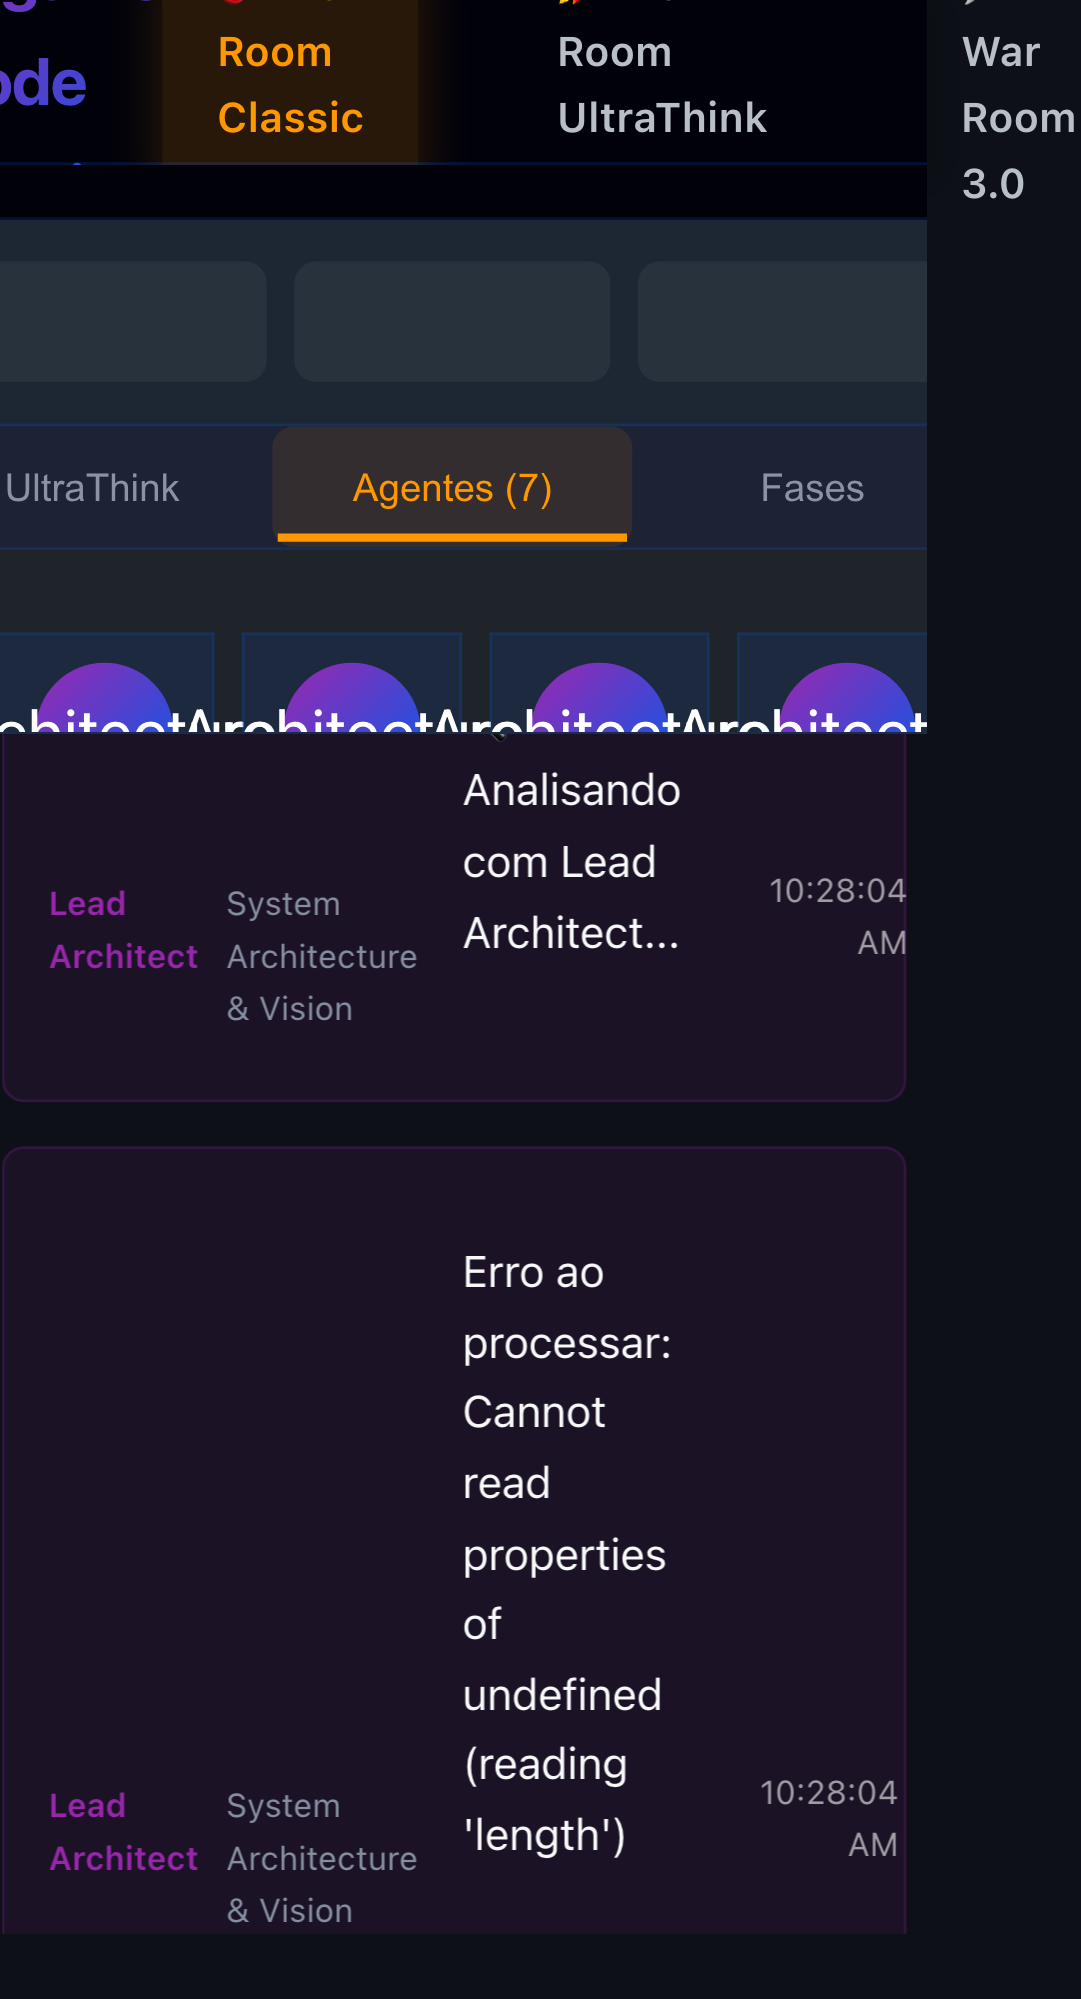 Room
Classic
Room
UltraThink
War
Room
3.0
ode
UltraThink
Agentes (7)
Fases
Analisando
com Lead
Architect...
Lead
Architect
System
Architecture
& Vision
10:28:04
AM
Erro ao
processar:
Cannot
read
properties
of
undefined
(reading
'length')
Lead
Architect
System
Architecture
& Vision
10:28:04
AM